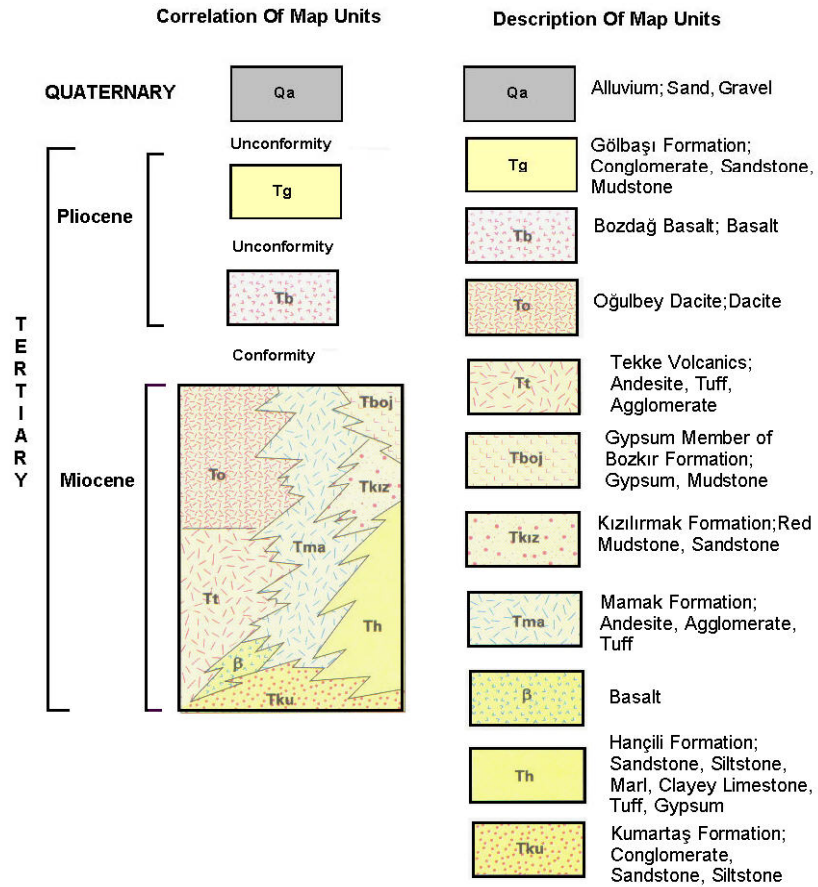 Correlation Of Map Units
QUATERNARY
Qa
Unconformity
Tg
Pliocene
Unconformity
Tb
Conformity
TERTIARY
Miocene
Tboj
To
Tkız
Tma
Tt
Th
β
Tku
Description Of Map Units
Qa
Alluvium; Sand, Gravel
Tg
Gölbaşı Formation;
Conglomerate, Sandstone,
Mudstone
Tb
Bozdağ Basalt; Basalt
To
Oğulbey Dacite;Dacite
Tt
Tekke Volcanics;
Andesite, Tuff,
Agglomerate
Tboj
Gypsum Member of
Bozkır Formation;
Gypsum, Mudstone
Tkız
Kızılırmak Formation;Red
Mudstone, Sandstone
Tma
Mamak Formation;
Andesite, Agglomerate,
Tuff
β
Basalt
Th
Hançili Formation;
Sandstone, Siltstone,
Marl, Clayey Limestone,
Tuff, Gypsum
Tku
Kumartaş Formation;
Conglomerate,
Sandstone, Siltstone